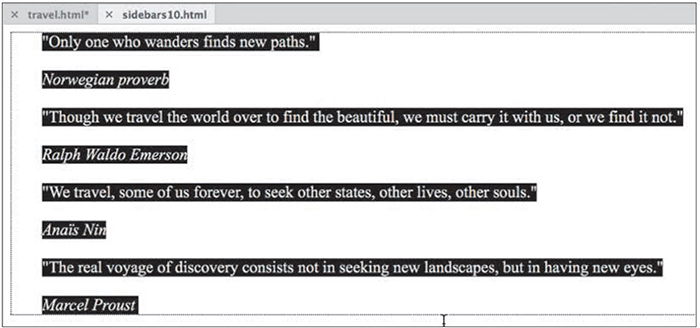 × travel.html* × sidebars10.html
"Only one who wanders finds new paths."
Norwegian proverb
"Though we travel the world over to find the beautiful, we must carry it with us, or we find it not."
Ralph Waldo Emerson
"We travel, some of us forever, to seek other states, other lives, other souls."
Anaïs Nin
"The real voyage of discovery consists not in seeking new landscapes, but in having new eyes."
Marcel Proust